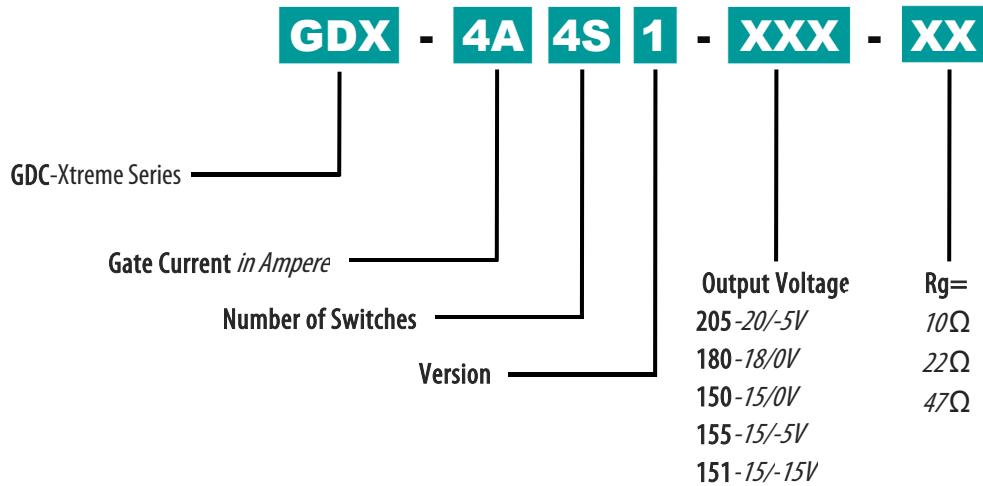 GDX - 4A 4S 1 - XXX - XX
GDC-Xtreme Series
Gate Current in Ampere
Number of Switches
Version
Output Voltage
205-20/-5V
180-18/0V
150-15/0V
155-15/-5V
151-15/-15V
Rg=
10Ω
22Ω
47Ω